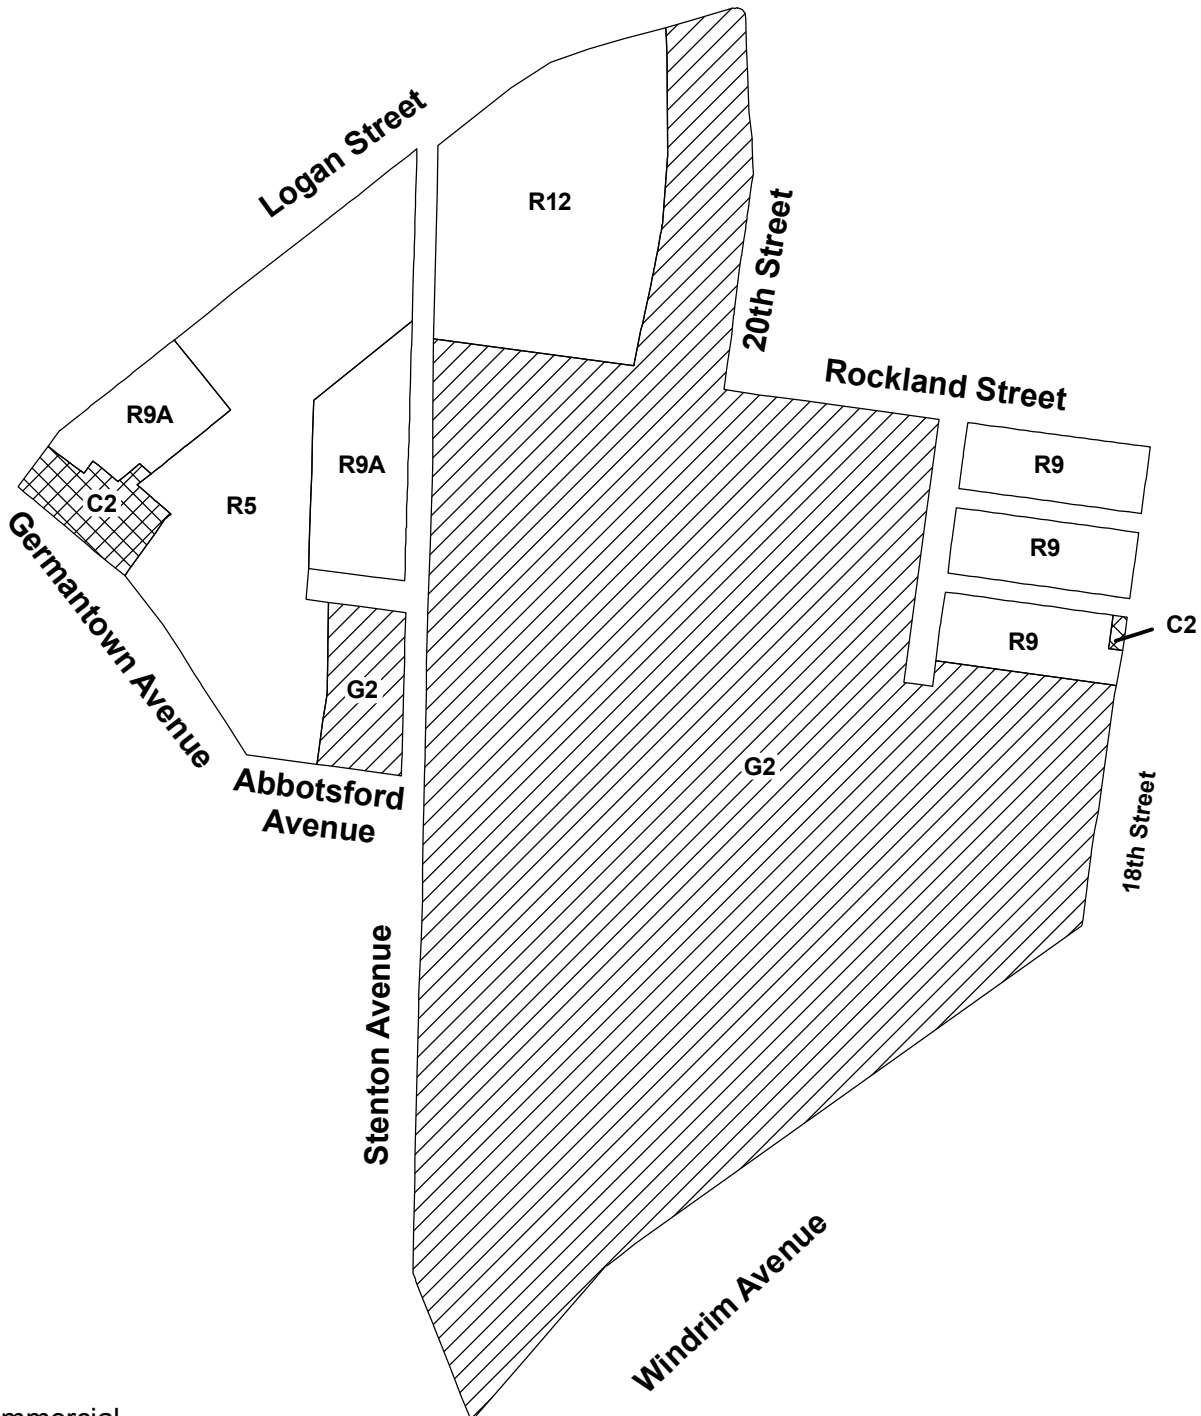 Logan Street
R12
20th Street
Rockland Street
R9A
R9A
R9
C2
R5
R9
Germantown Avenue
R9
C2
G2
G2
Abbotsford
Avenue
18th Street
Stenton Avenue
Windrim Avenue